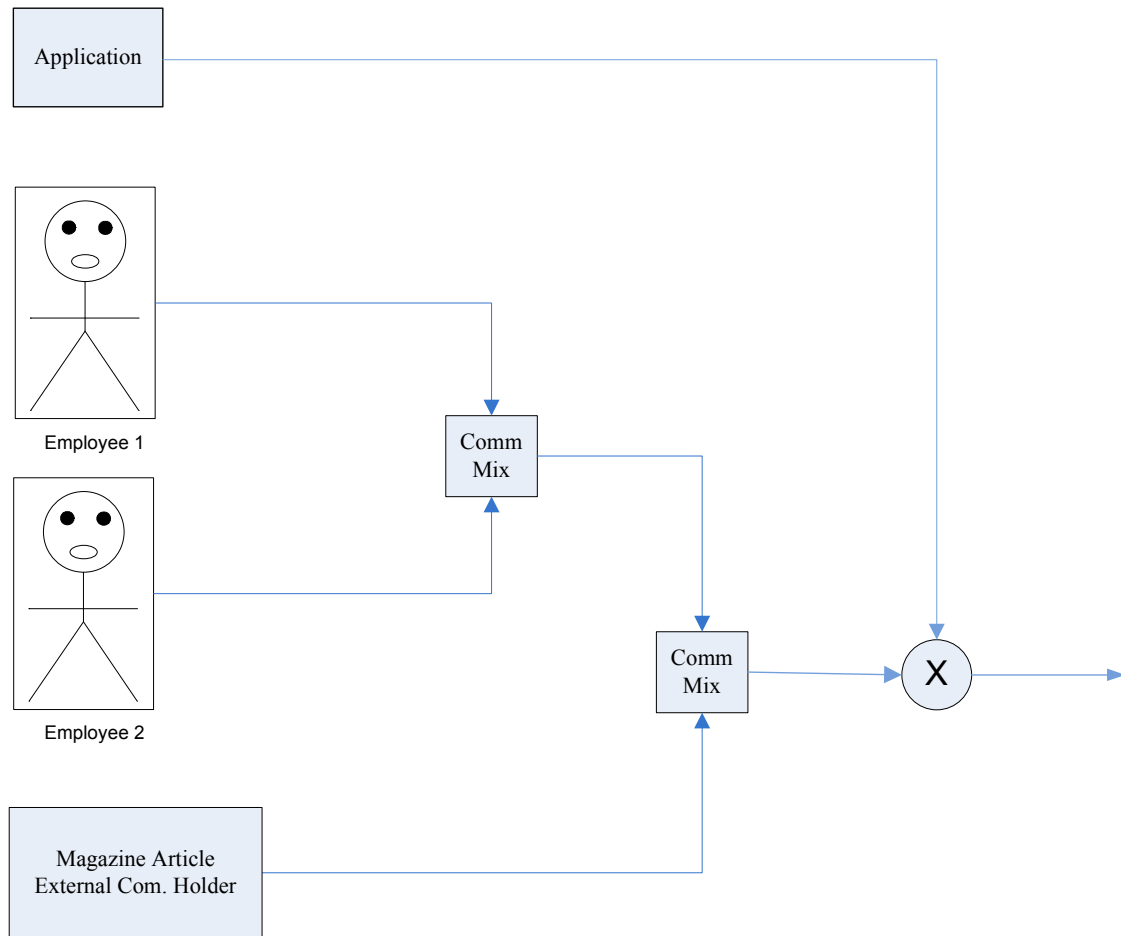 Application
Employee 1
Comm
Mix
Employee 2
Comm
Mix
X
Magazine Article
External Com. Holder